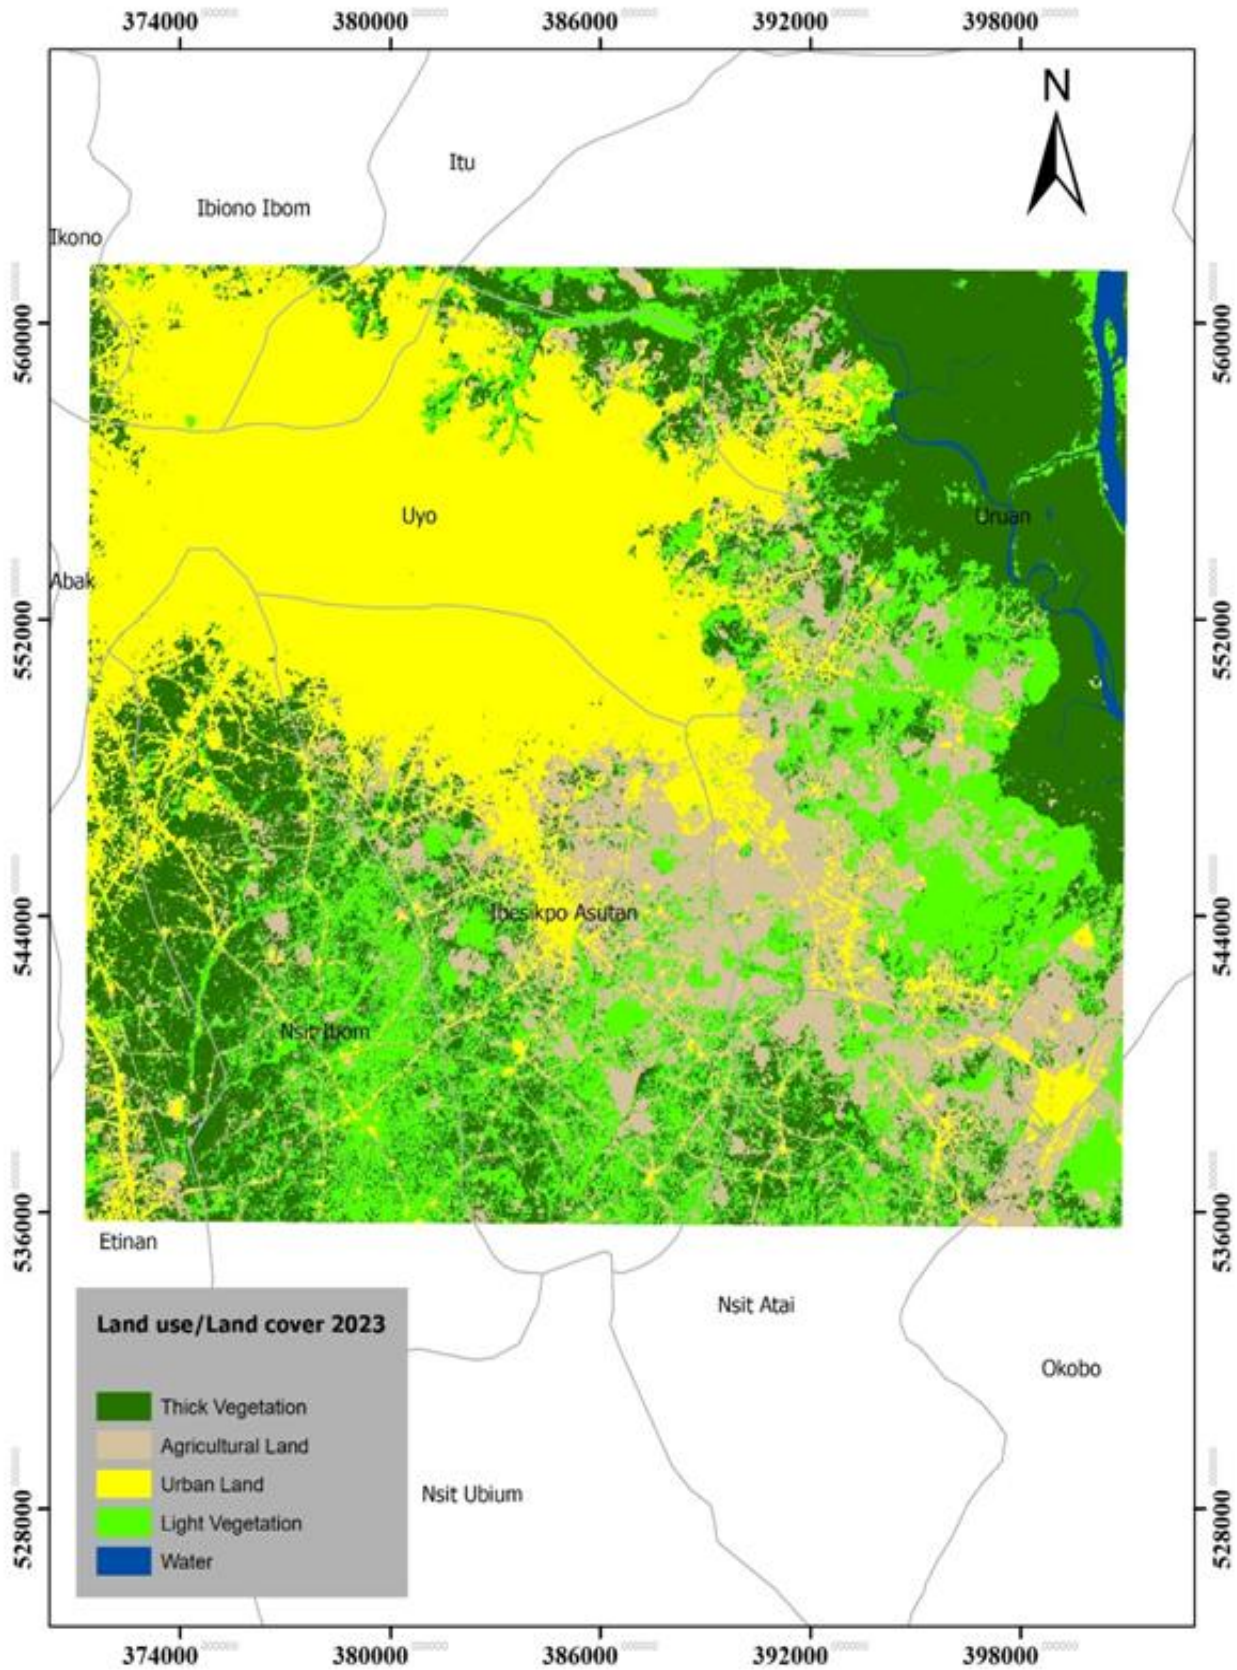 374000 380000 386000 392000 398000
N
Itu
Ibiono Ibom
Ikono
560000 560000
Uyo
Uruan
Abak
552000 552000
Ibesikpo Asutan
544000 544000
Nsit Ibom
536000 536000
Etinan
Nsit Atai
Land use/Land cover 2023
Okobo
Thick Vegetation
Agricultural Land
Urban Land
Nsit Ubium
Light Vegetation
528000 528000
Water
374000 380000 386000 392000 398000